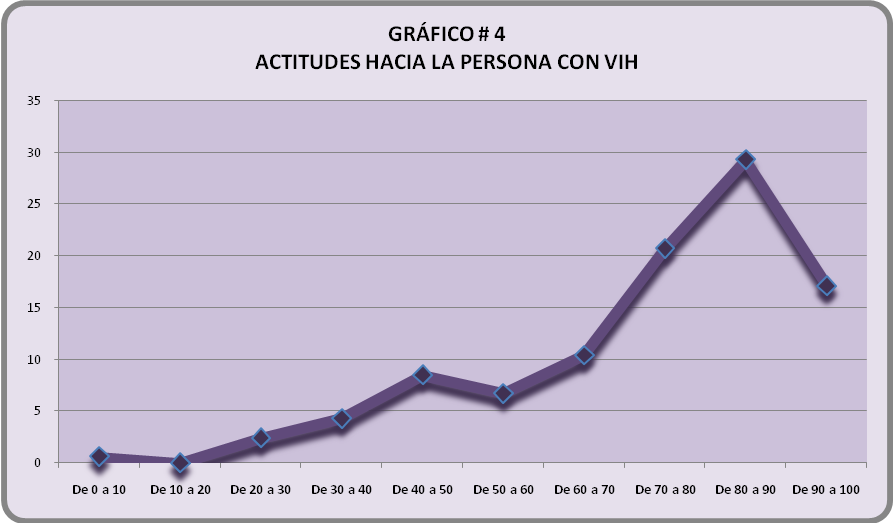 GRÁFICO # 4
ACTITUDES HACIA LA PERSONA CON VIH
35
30
25
20
15
10
5
0
De 0 a 10 De 10 a 20 De 20 a 30 De 30 a 40 De 40 a 50 De 50 a 60 De 60 a 70 De 70 a 80 De 80 a 90 De 90 a 100